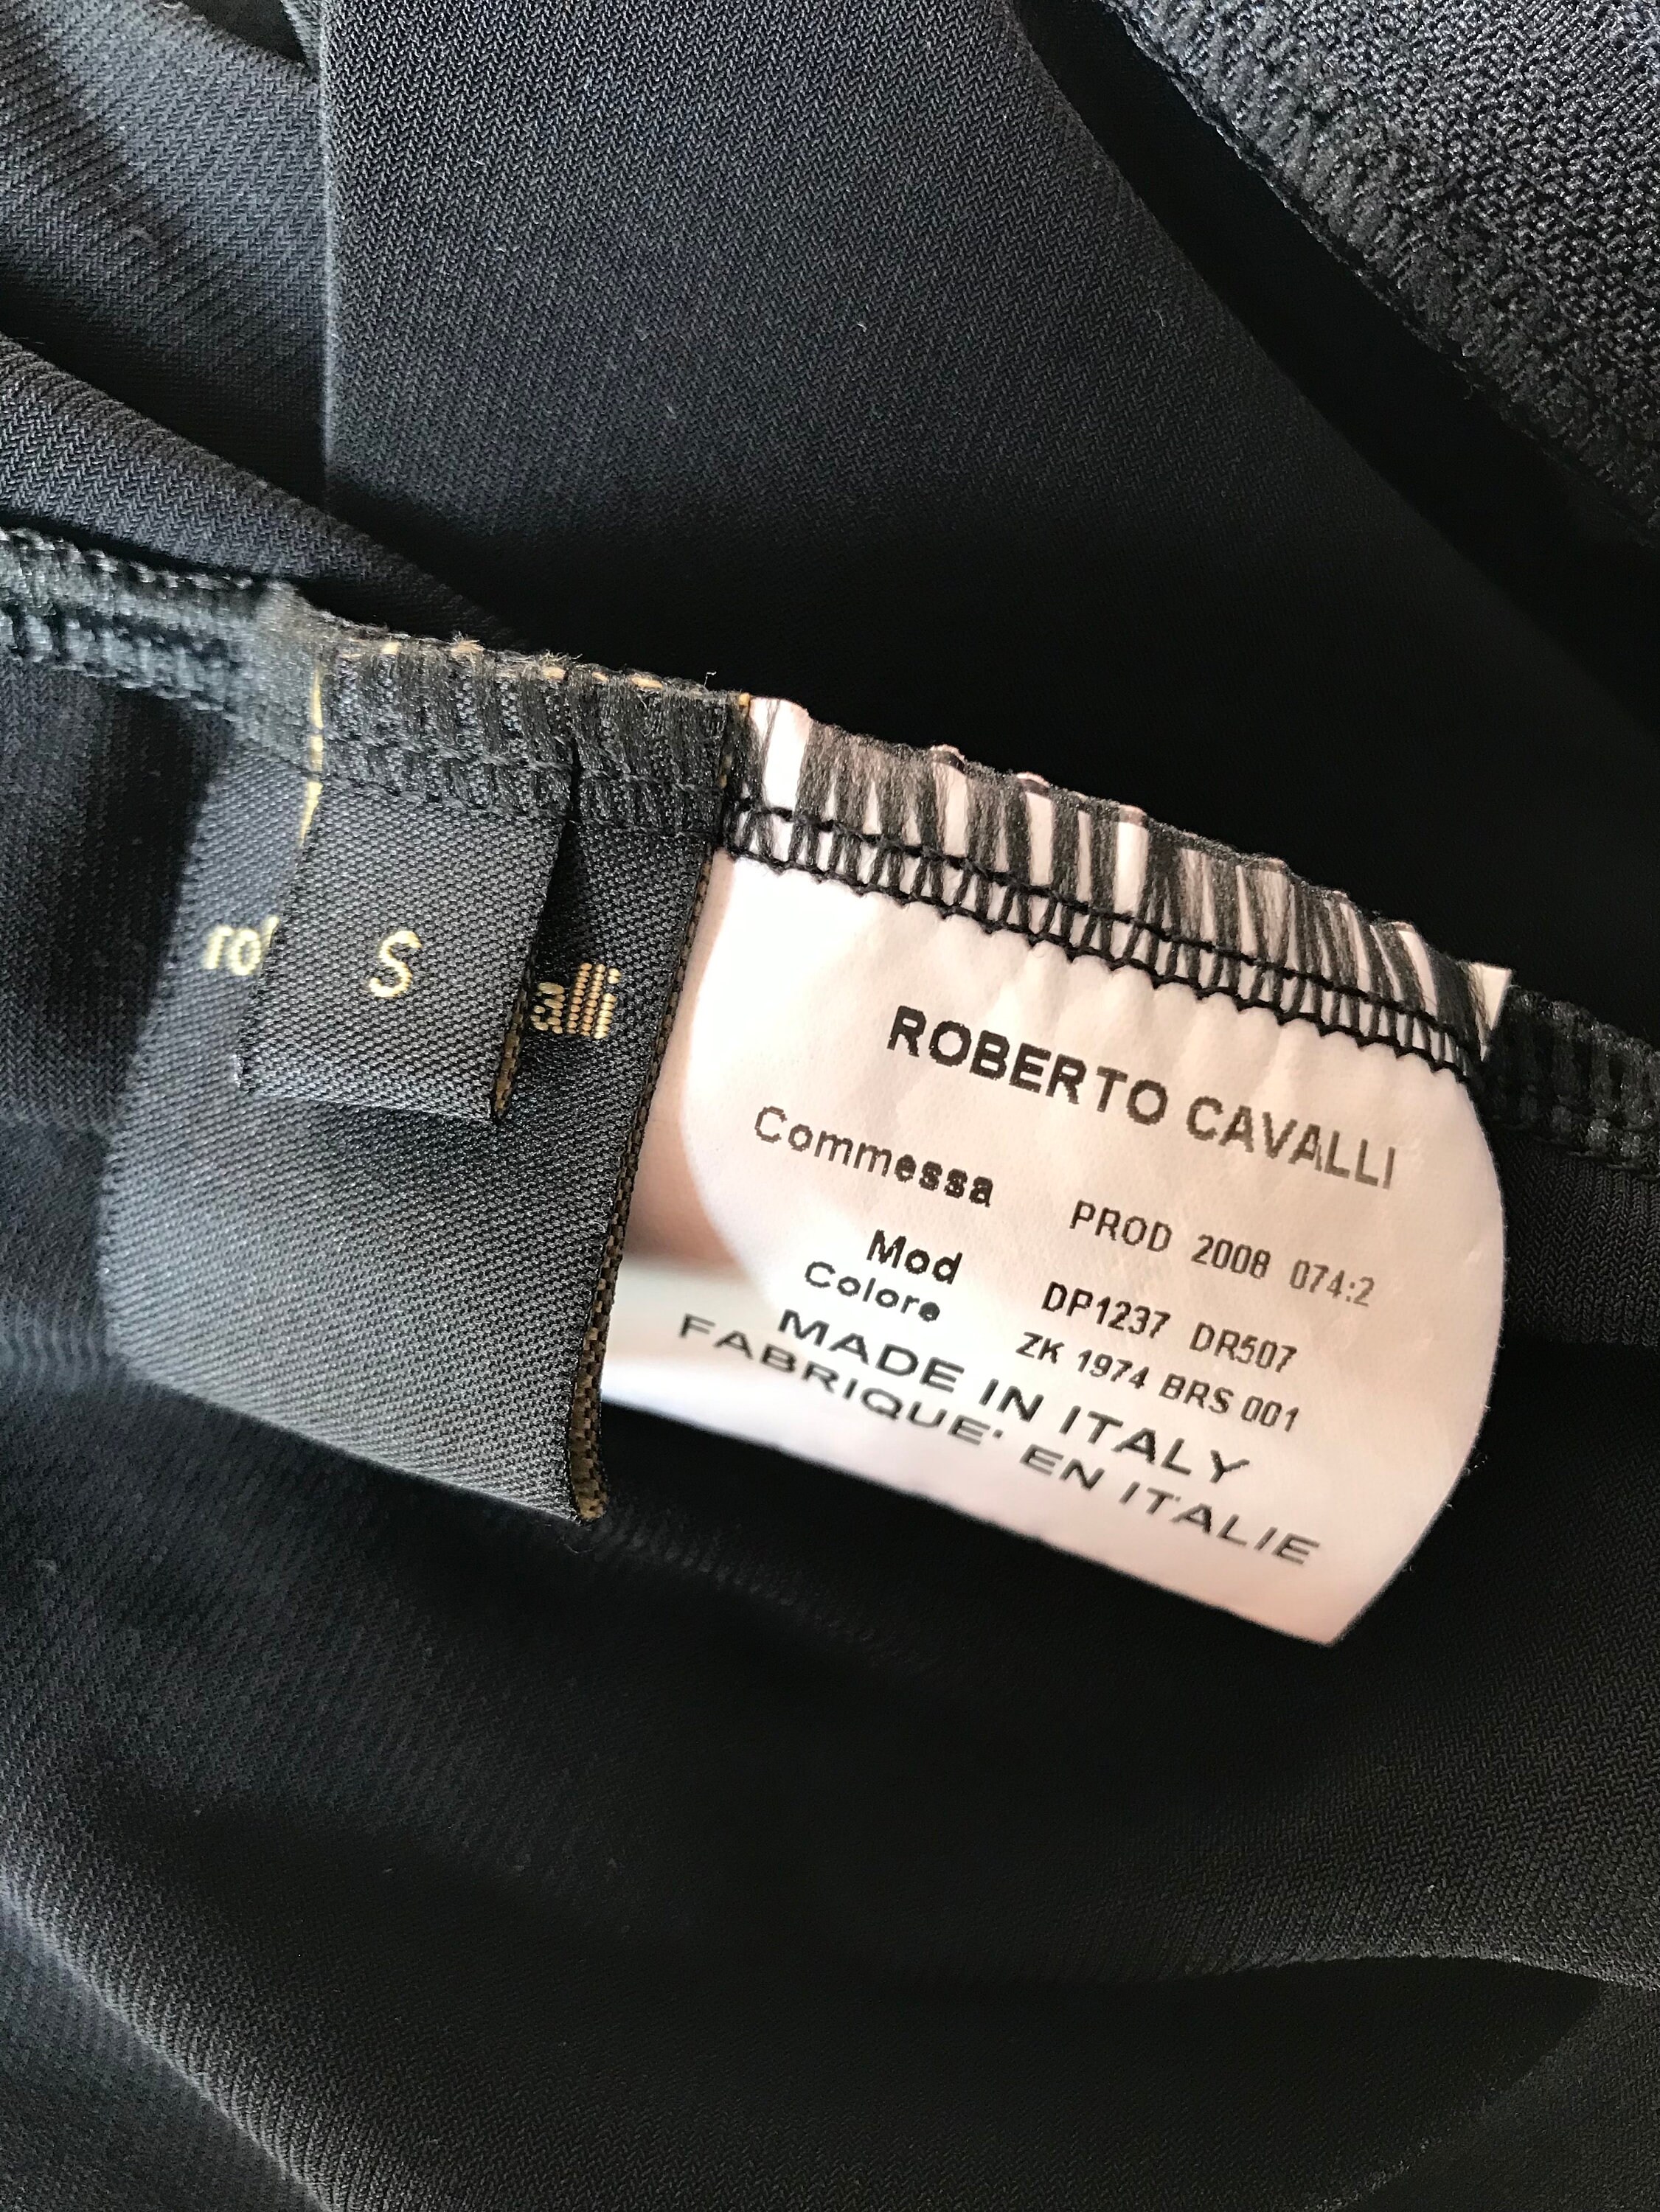 S
ROBERTO CAVALLI
Commessa PROD 2008 074:2
Mod DP1237 DR507
Colore ZK 1974 BRS 001
MADE IN ITALY
FABRIQUE' EN ITALIE